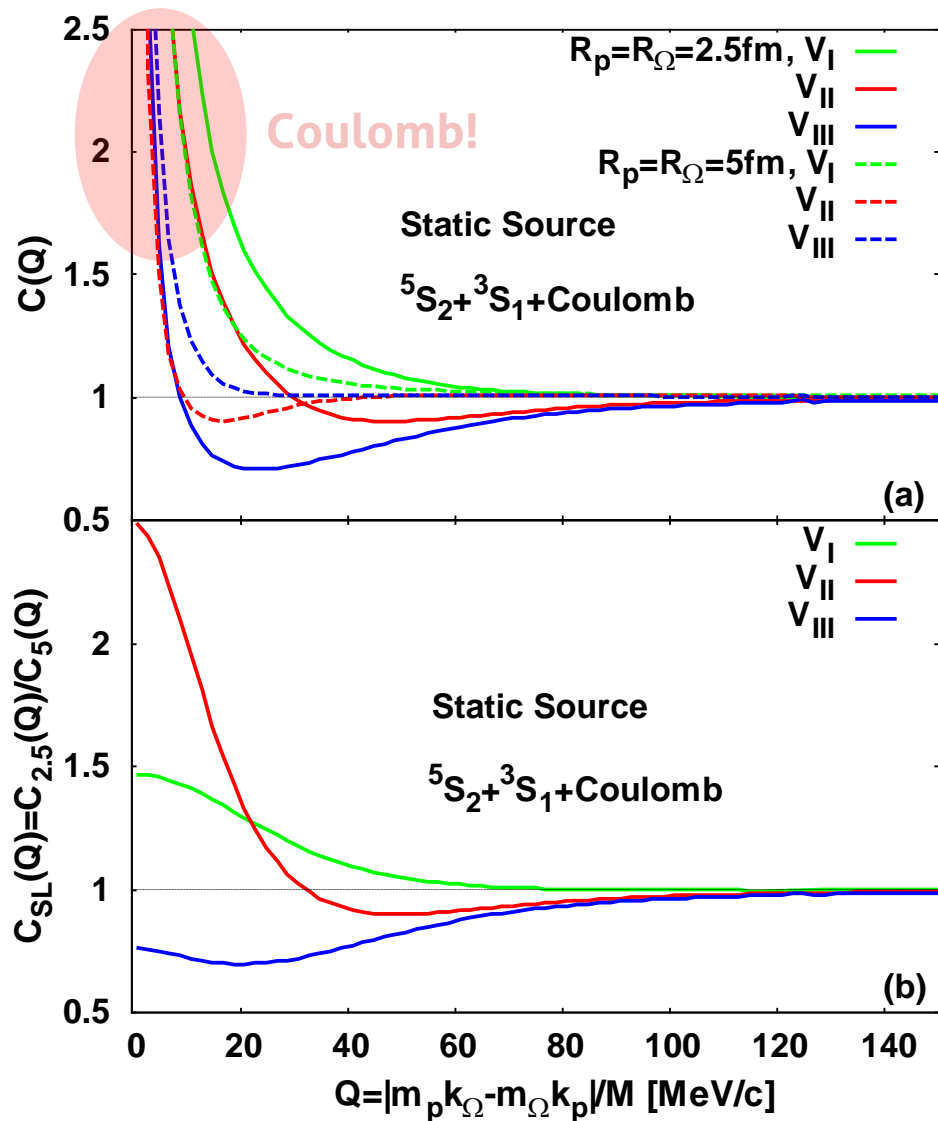 2.5
R_p=R_Ω=2.5fm, V_I
V_II
V_III
R_p=R_Ω=5fm, V_I
V_II
V_III
Coulomb!
2
Static Source
1.5
⁵S₂+³S₁+Coulomb
C(Q)
1
(a)
0.5
V_I
V_II
V_III
2
Static Source
1.5
⁵S₂+³S₁+Coulomb
C_SL(Q)=C_2.5(Q)/C_5(Q)
1
(b)
0.5
0 20 40 60 80 100 120 140
Q=|m_p k_Ω-m_Ω k_p|/M [MeV/c]